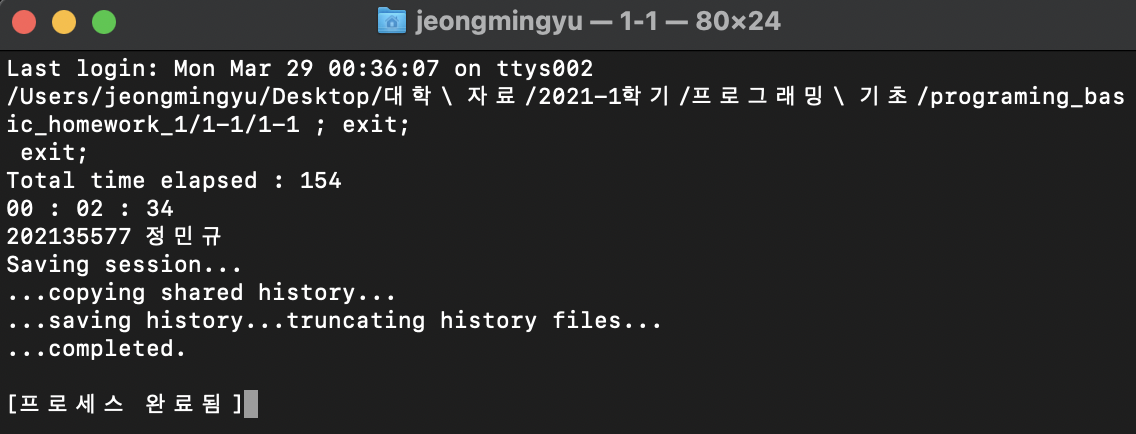 jeongmingyu — 1-1 — 80×24
Last login: Mon Mar 29 00:36:07 on ttys002
/Users/jeongmingyu/Desktop/대학\ 자료/2021-1학기/프로그래밍\ 기초/programing_bas
ic_homework_1/1-1/1-1 ; exit;
 exit;
Total time elapsed : 154
00 : 02 : 34
202135577 정민규
Saving session...
...copying shared history...
...saving history...truncating history files...
...completed.
[프로세스 완료됨]